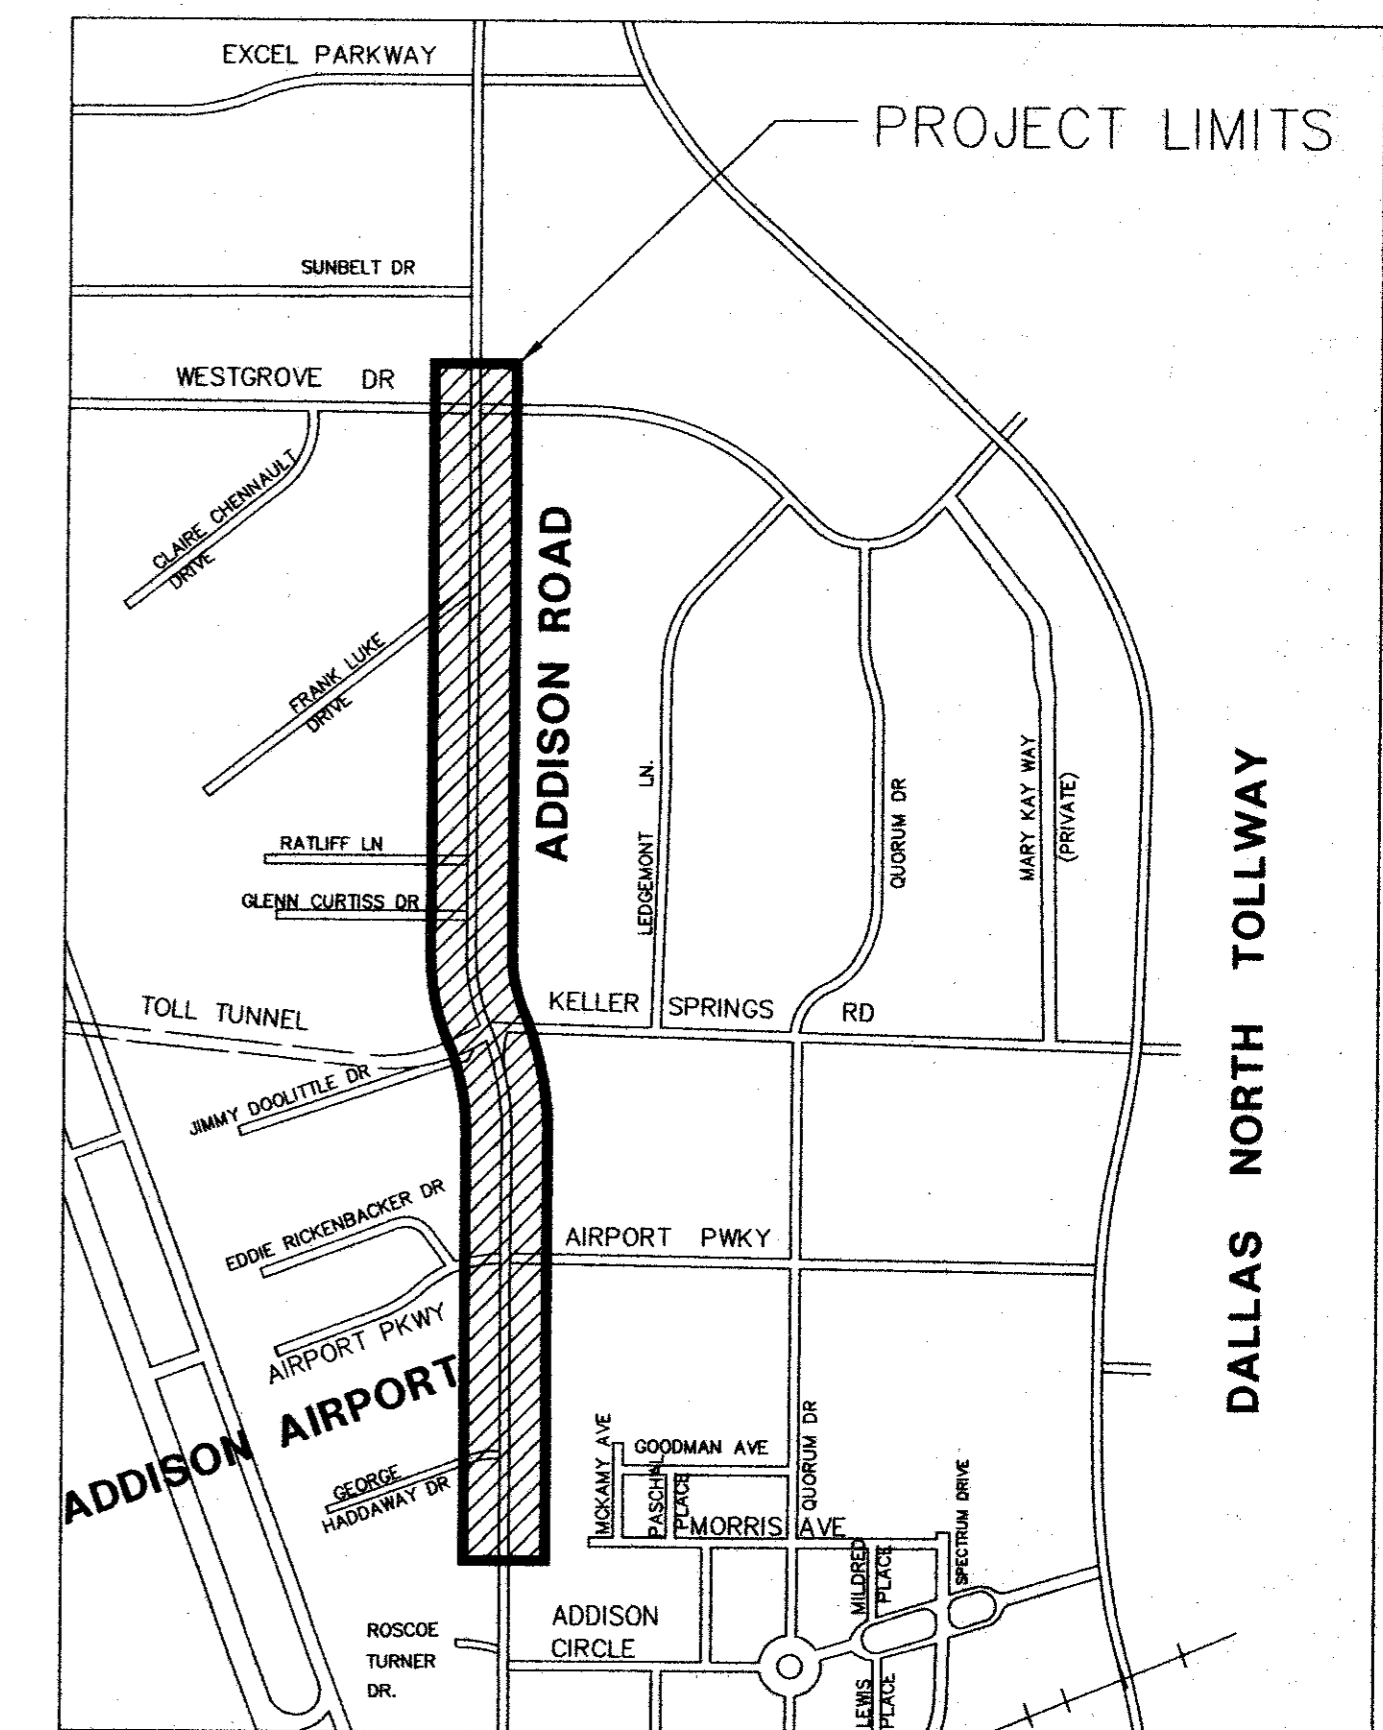 EXCEL PARKWAY
PROJECT LIMITS
SUNBELT DR
WESTGROVE DR
CLAIRE CHENNAULT
DRIVE
ADDISON ROAD
FRANK LUKE
DRIVE
LEDGEMONT LN.
QUORUM DR
MARY KAY WAY
(PRIVATE)
DALLAS NORTH TOLLWAY
RATLIFF LN
GLENN CURTISS DR
TOLL TUNNEL
KELLER SPRINGS RD
JIMMY DOOLITTLE DR
EDDIE RICKENBACKER DR
AIRPORT PWKY
AIRPORT PKWY
ADDISON AIRPORT
GEORGE
HADDAWAY DR
MCKAMY AVE
GOODMAN AVE
PASCHAL
PLACE
QUORUM DR
MORRIS AVE
MILDRED
PLACE
SPECTRUM DRIVE
ROSCOE
TURNER
DR.
ADDISON
CIRCLE
LEWIS
PLACE